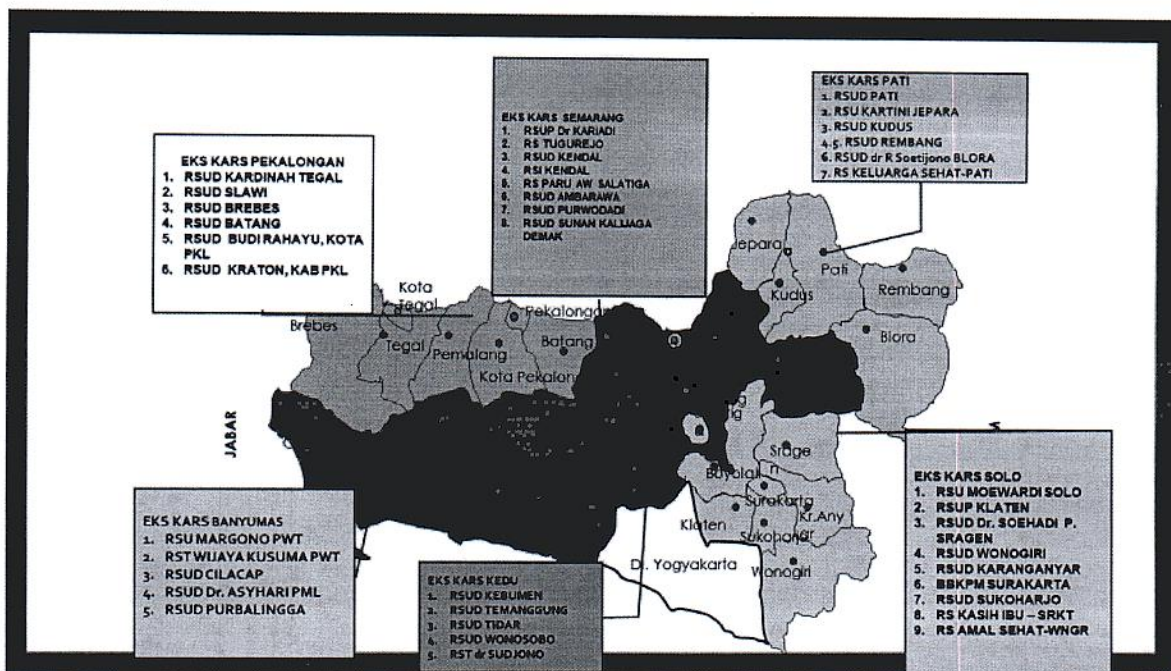 EKS KARS PEKALONGAN
1. RSUD KARDINAH TEGAL
2. RSUD SLAWI
3. RSUD BREBES
4. RSUD BATANG
5. RSUD BUDI RAHAYU, KOTA
PKL
6. RSUD KRATON, KAB PKL
EKS KARS SEMARANG
1. RSUP Dr KARIADI
2. RS TUGUREJO
3. RSUD KENDAL
4. RSI KENDAL
5. RS PARU AW SALATIGA
6. RSUD AMBARAWA
7. RSUD PURWODADI
8. RSUD SUNAN KALIJAGA
DEMAK
EKS KARS PATI
1. RSUD PATI
2. RSU KARTINI JEPARA
3. RSUD KUDUS
4.5. RSUD REMBANG
6. RSUD dr R Soetijono BLORA
7. RS KELUARGA SEHAT-PATI
Jepara
Pati
Kudus
Rembang
Blora
Kota
Tegal
Brebes
Tegal
Pemalang
Pekalongan
Batang
Kota Pekalon
JABAR
Boyolali
Srage
n
Surakarta
Klaten
Kr.Any
ar
DI. Yogyakarta
Wonogiri
EKS KARS BANYUMAS
1. RSU MARGONO PWT
2. RST WIJAYA KUSUMA PWT
3. RSUD CILACAP
4. RSUD Dr. ASYHARI PML
5. RSUD PURBALINGGA
EKS KARS KEDU
1. RSUD KEBUMEN
2. RSUD TEMANGGUNG
3. RSUD TIDAR
4. RSUD WONOSOBO
5. RST dr SUDJONO
EKS KARS SOLO
1. RSU MOEWARDI SOLO
2. RSUP KLATEN
3. RSUD Dr. SOEHADI P.
SRAGEN
4. RSUD WONOGIRI
5. RSUD KARANGANYAR
6. BBKPM SURAKARTA
7. RSUD SUKOHARJO
8. RS KASIH IBU – SRKT
9. RS AMAL SEHAT-WNGR